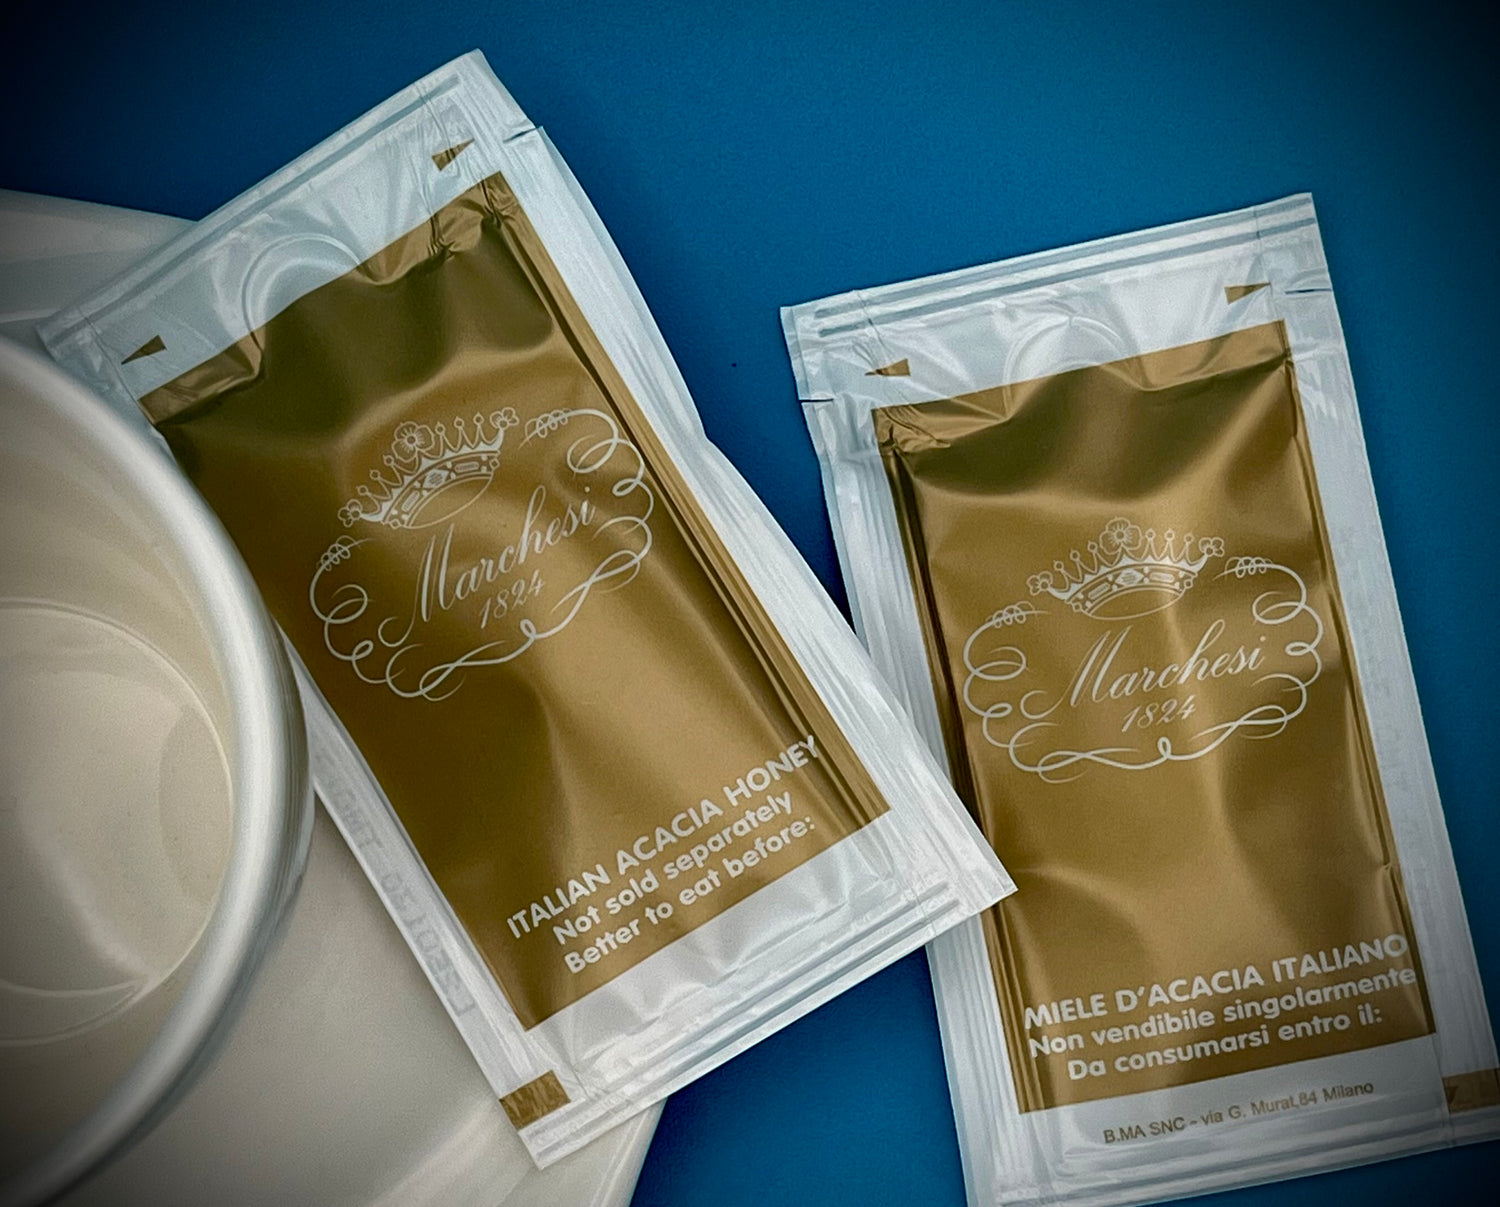 Marchesi
1824
ITALIAN ACACIA HONEY
Not sold separately
Better to eat before:
Marchesi
1824
MIELE D'ACACIA ITALIANO
Non vendibile singolarmente
Da consumarsi entro il:
B.MA SNC - via G. Murat,84 Milano